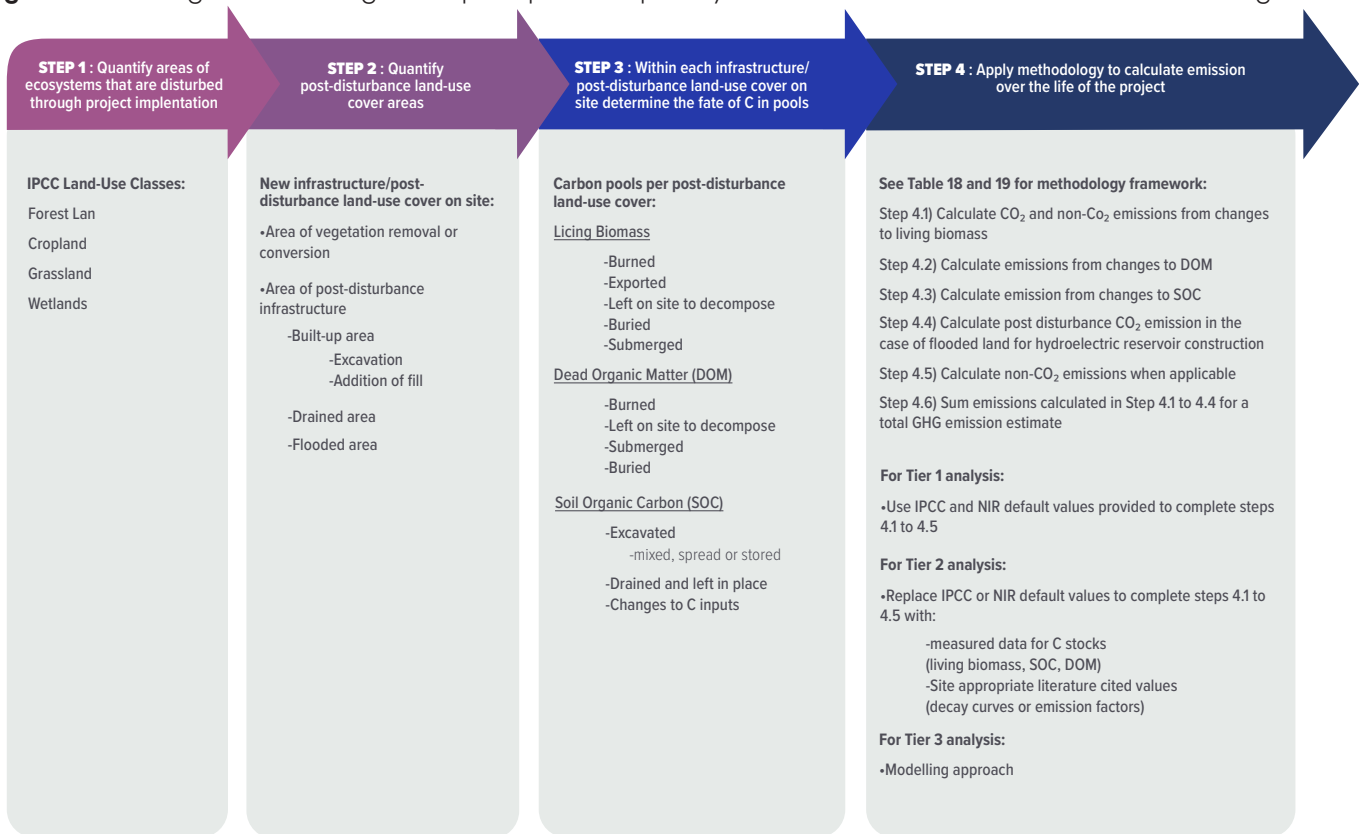 STEP 1 : Quantify areas of
ecosystems that are disturbed
through project implentation
STEP 2 : Quantify
post-disturbance land-use
cover areas
STEP 3 : Within each infrastructure/
post-disturbance land-use cover on
site determine the fate of C in pools
STEP 4 : Apply methodology to calculate emission
over the life of the project
IPCC Land-Use Classes:
Forest Lan
Cropland
Grassland
Wetlands
New infrastructure/post-
disturbance land-use cover on site:
•Area of vegetation removal or
conversion
•Area of post-disturbance
infrastructure
-Built-up area
-Excavation
-Addition of fill
-Drained area
-Flooded area
Carbon pools per post-disturbance
land-use cover:
Licing Biomass
-Burned
-Exported
-Left on site to decompose
-Buried
-Submerged
Dead Organic Matter (DOM)
-Burned
-Left on site to decompose
-Submerged
-Buried
Soil Organic Carbon (SOC)
-Excavated
-mixed, spread or stored
-Drained and left in place
-Changes to C inputs
See Table 18 and 19 for methodology framework:
Step 4.1) Calculate CO₂ and non-Co₂ emissions from changes
to living biomass
Step 4.2) Calculate emissions from changes to DOM
Step 4.3) Calculate emission from changes to SOC
Step 4.4) Calculate post disturbance CO₂ emission in the
case of flooded land for hydroelectric reservoir construction
Step 4.5) Calculate non-CO₂ emissions when applicable
Step 4.6) Sum emissions calculated in Step 4.1 to 4.4 for a
total GHG emission estimate
For Tier 1 analysis:
•Use IPCC and NIR default values provided to complete steps
4.1 to 4.5
For Tier 2 analysis:
•Replace IPCC or NIR default values to complete steps 4.1 to
4.5 with:
-measured data for C stocks
(living biomass, SOC, DOM)
-Site appropriate literature cited values
(decay curves or emission factors)
For Tier 3 analysis:
•Modelling approach